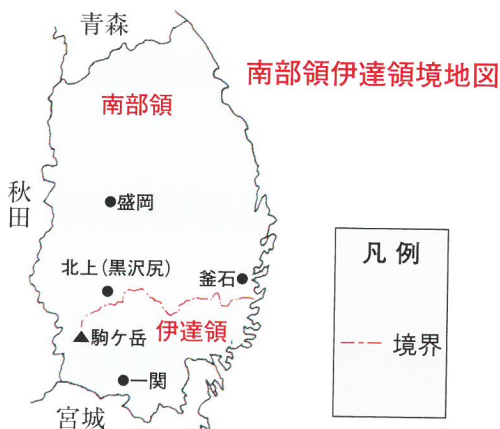 青森
南部領伊達領境地図
南部領
秋田
盛岡
凡例
北上(黒沢尻)
釜石
伊達領
駒ケ岳
境界
一関
宮城